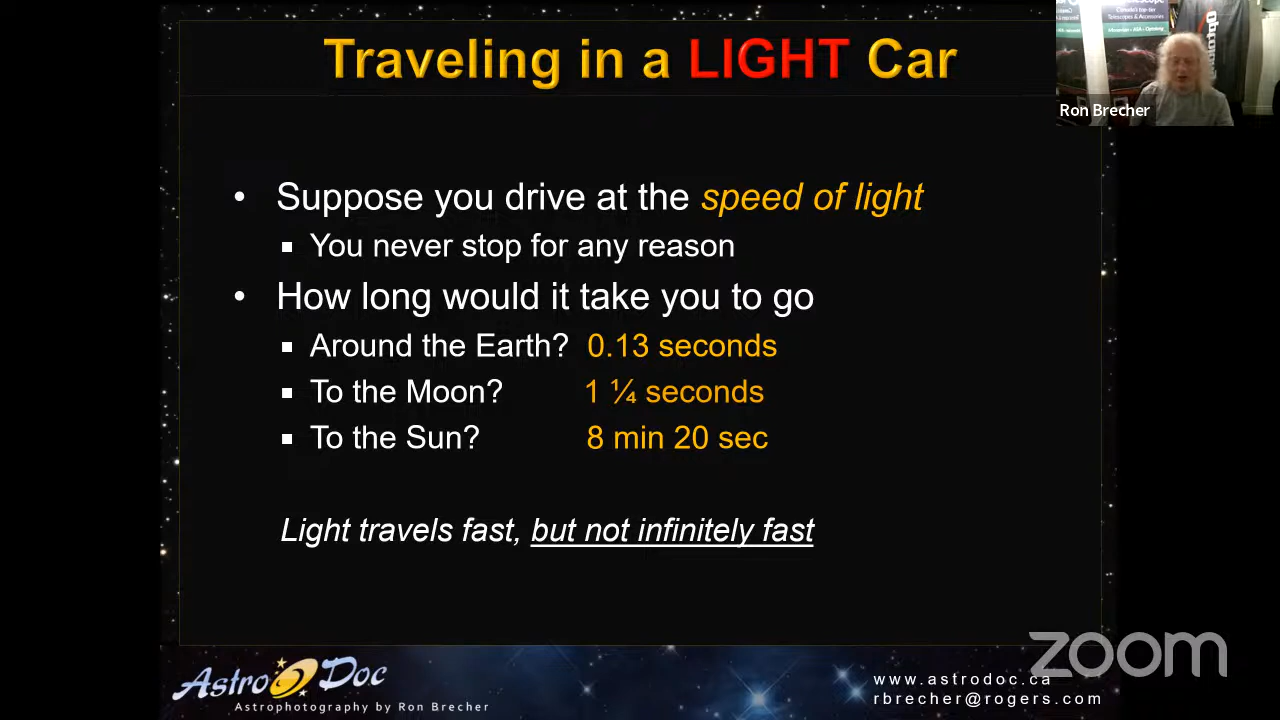 Traveling in a LIGHT Car
Ron Brecher
• Suppose you drive at the speed of light
▪ You never stop for any reason
• How long would it take you to go
▪ Around the Earth? 0.13 seconds
▪ To the Moon? 1 ¼ seconds
▪ To the Sun? 8 min 20 sec
Light travels fast, but not infinitely fast
zoom
Astro Doc
Astrophotography by Ron Brecher
www.astrodoc.ca
rbrecher@rogers.com